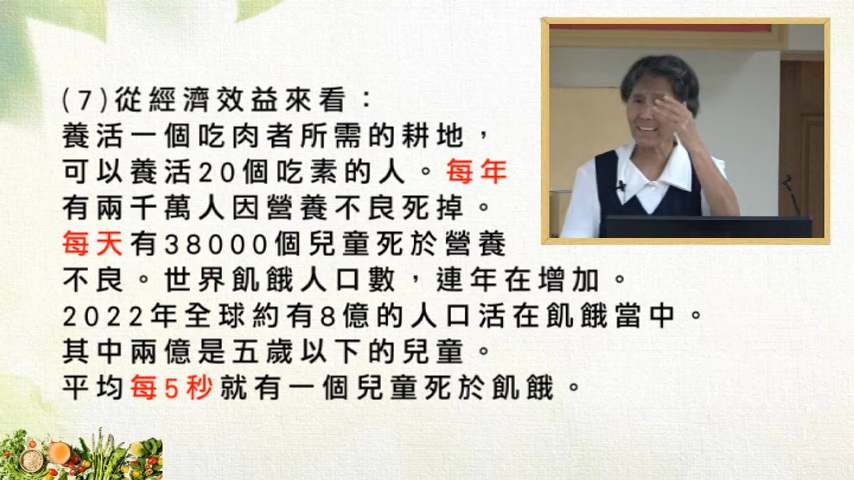 (7)從經濟效益來看：
養活一個吃肉者所需的耕地，
可以養活20個吃素的人。每年
有兩千萬人因營養不良死掉。
每天有38000個兒童死於營養
不良。世界飢餓人口數，連年在增加。
2022年全球約有8億的人口活在飢餓當中。
其中兩億是五歲以下的兒童。
平均每5秒就有一個兒童死於飢餓。